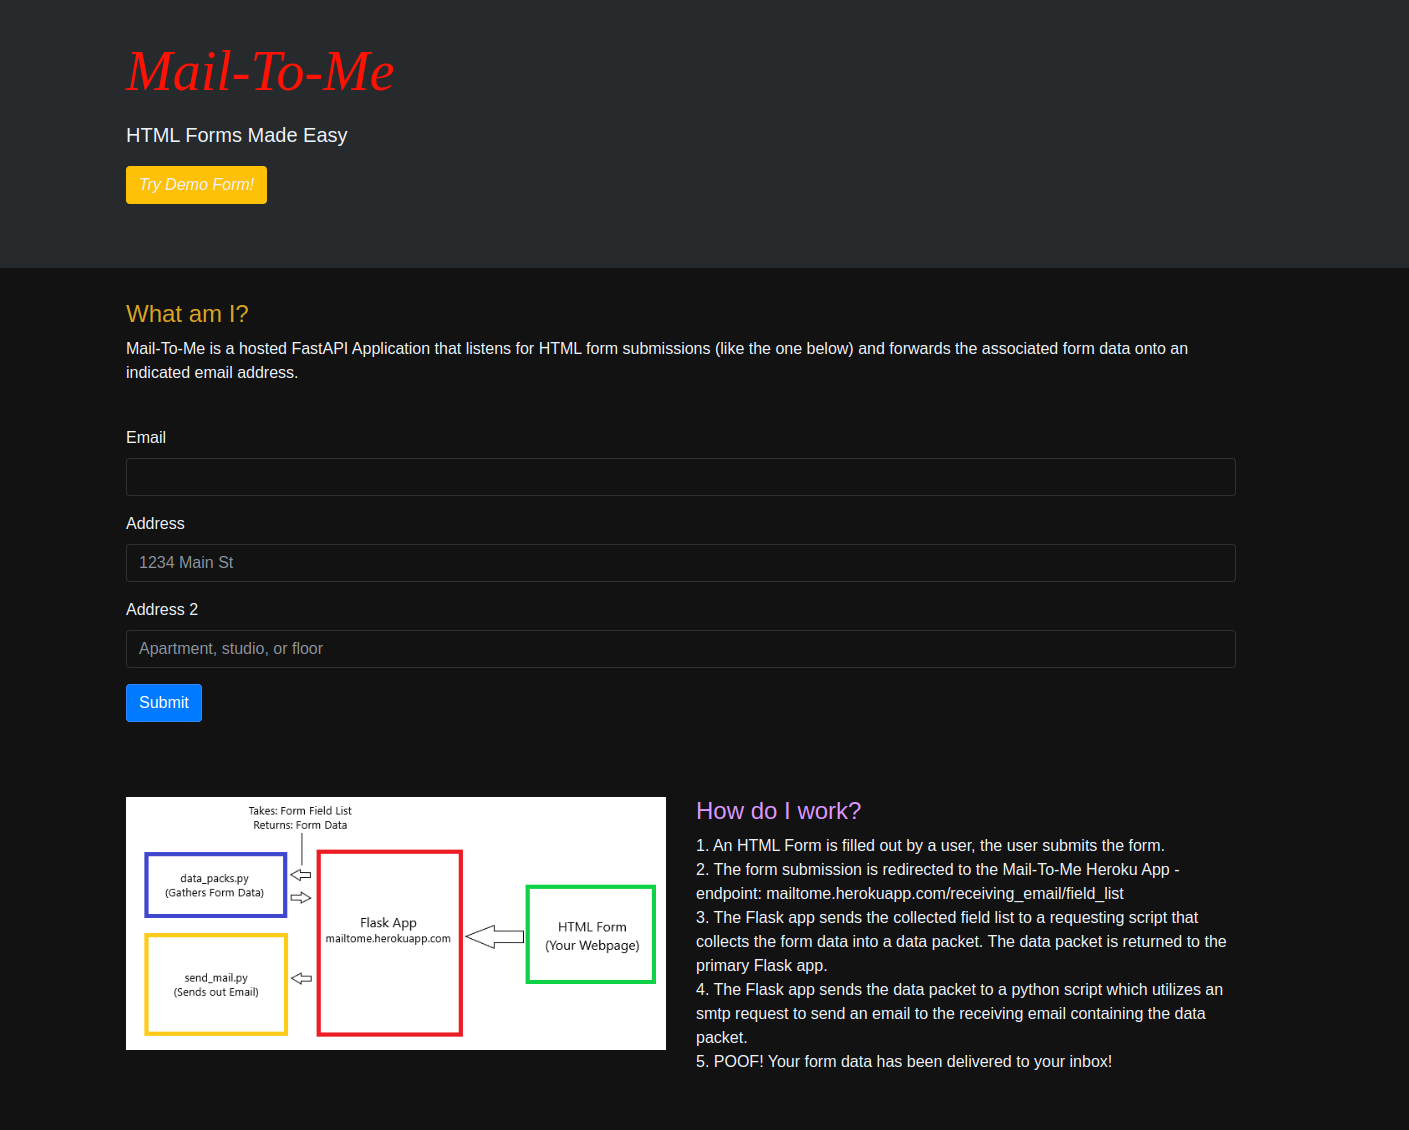 Mail-To-Me
HTML Forms Made Easy
Try Demo Form!
What am I?
Mail-To-Me is a hosted FastAPI Application that listens for HTML form submissions (like the one below) and forwards the associated form data onto an
indicated email address.
Email
Address
1234 Main St
Address 2
Apartment, studio, or floor
Submit
Takes: Form Field List
Returns: Form Data
data_packs.py
(Gathers Form Data)
send_mail.py
(Sends out Email)
Flask App
mailtome.herokuapp.com
HTML Form
(Your Webpage)
How do I work?
1. An HTML Form is filled out by a user, the user submits the form.
2. The form submission is redirected to the Mail-To-Me Heroku App -
endpoint: mailtome.herokuapp.com/receiving_email/field_list
3. The Flask app sends the collected field list to a requesting script that
collects the form data into a data packet. The data packet is returned to the
primary Flask app.
4. The Flask app sends the data packet to a python script which utilizes an
smtp request to send an email to the receiving email containing the data
packet.
5. POOF! Your form data has been delivered to your inbox!